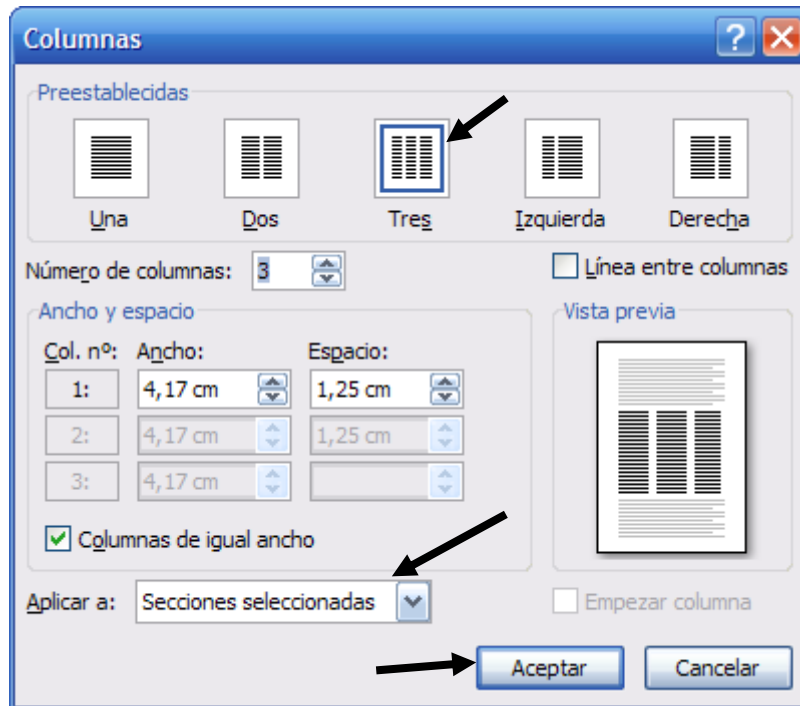 Columnas
Preestablecidas
Una Dos Tres Izquierda Derecha
Número de columnas: 3 Línea entre columnas
Ancho y espacio Vista previa
Col. nº: Ancho: Espacio:
1: 4,17 cm 1,25 cm
2: 4,17 cm 1,25 cm
3: 4,17 cm
Columnas de igual ancho
Aplicar a: Secciones seleccionadas Empezar columna
Aceptar Cancelar